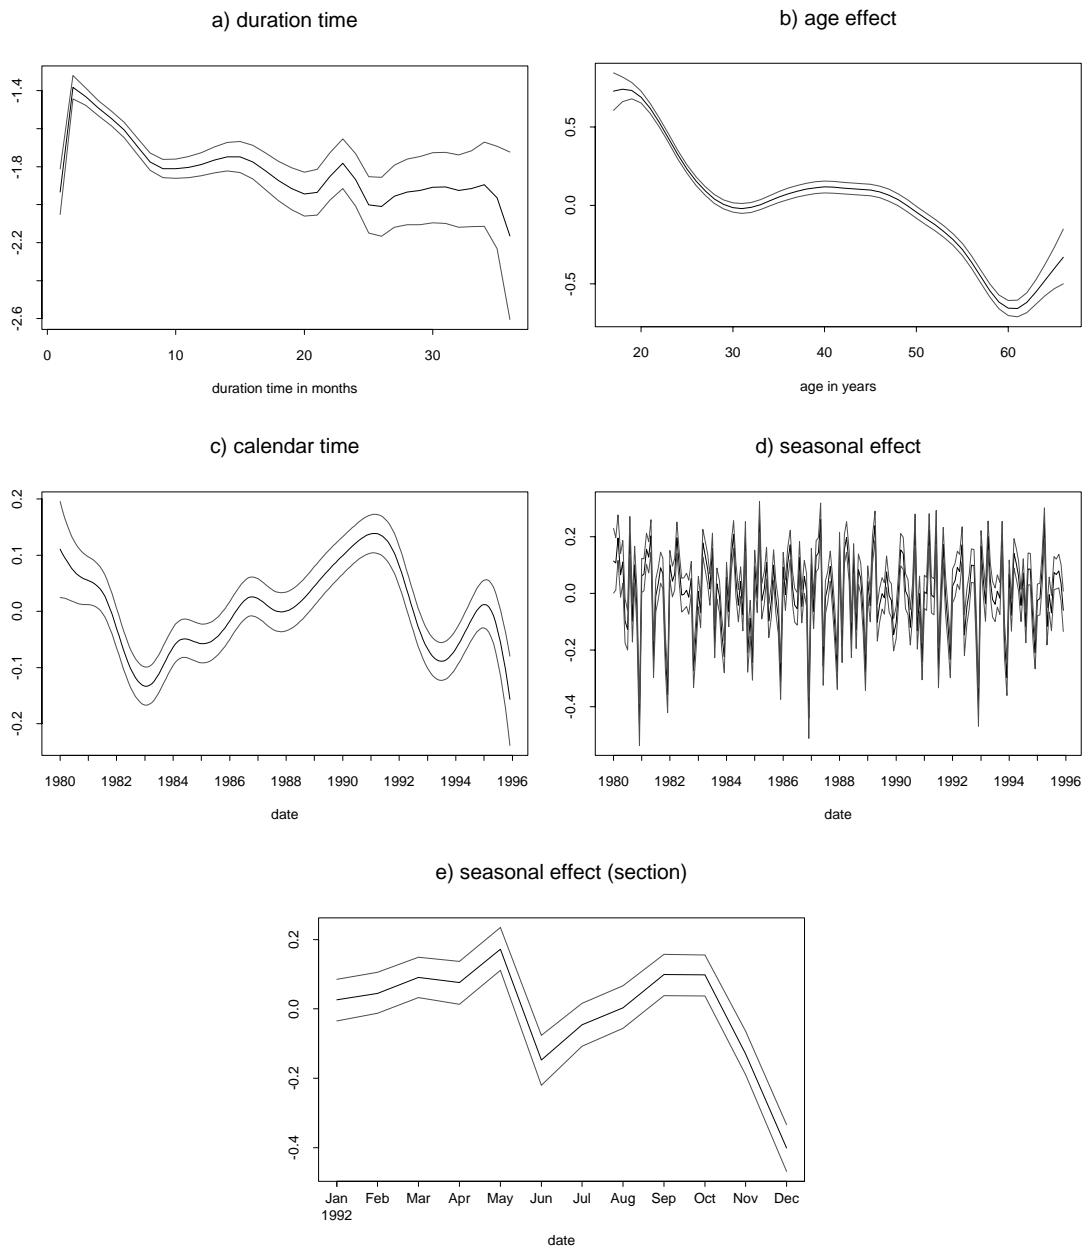 a) duration time
-1.4
-1.8
-2.2
-2.6
0 10 20 30
duration time in months
b) age effect
0.5
0.0
-0.5
20 30 40 50 60
age in years
c) calendar time
0.2
0.1
0.0
-0.1
-0.2
1980 1982 1984 1986 1988 1990 1992 1994 1996
date
d) seasonal effect
0.2
0.0
-0.2
-0.4
1980 1982 1984 1986 1988 1990 1992 1994 1996
date
e) seasonal effect (section)
0.2
0.0
-0.2
-0.4
Jan Feb Mar Apr May Jun Jul Aug Sep Oct Nov Dec
1992
date